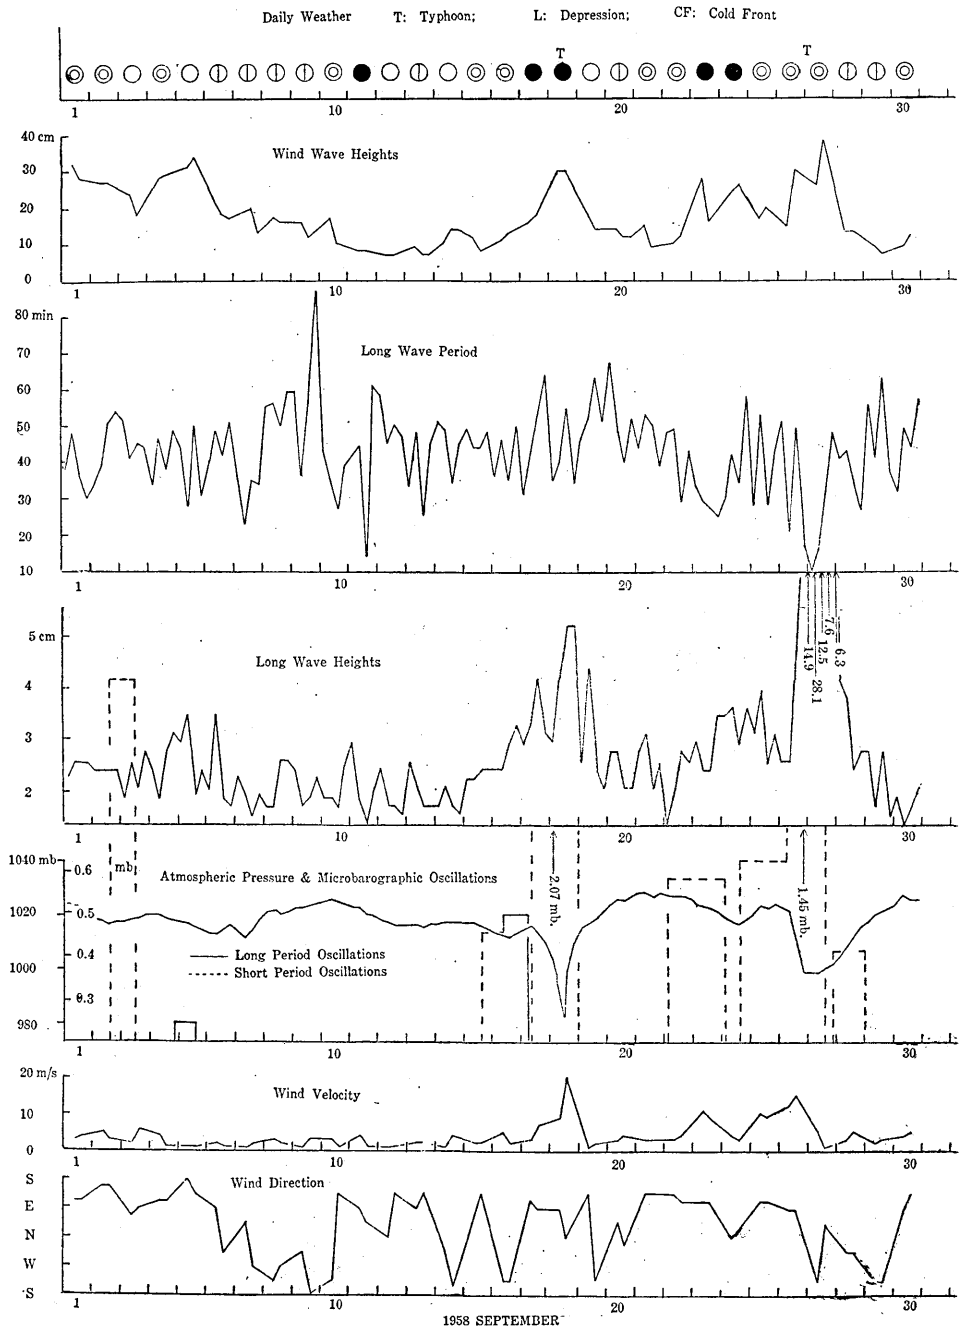 Daily Weather T: Typhoon; L: Depression; CF: Cold Front
T T
1 10 20 30
40 cm
Wind Wave Heights
30
20
10
0
1 10 20 30
80 min
70
Long Wave Period
60
50
40
30
20
10
1 10 20 30
5 cm
Long Wave Heights
4
3
2
14.9
28.1
12.5
7.6
6.3
1 10 20 30
1040 mb
0.6
mb
Atmospheric Pressure & Microbarographic Oscillations
2.07 mb.
1.45 mb.
1020
0.5
Long Period Oscillations
0.4
1000
Short Period Oscillations
0.3
980
1 10 20 30
20 m/s
Wind Velocity
10
0
1 10 20 30
S
Wind Direction
E
N
W
S
1 10 20 30
1958 SEPTEMBER